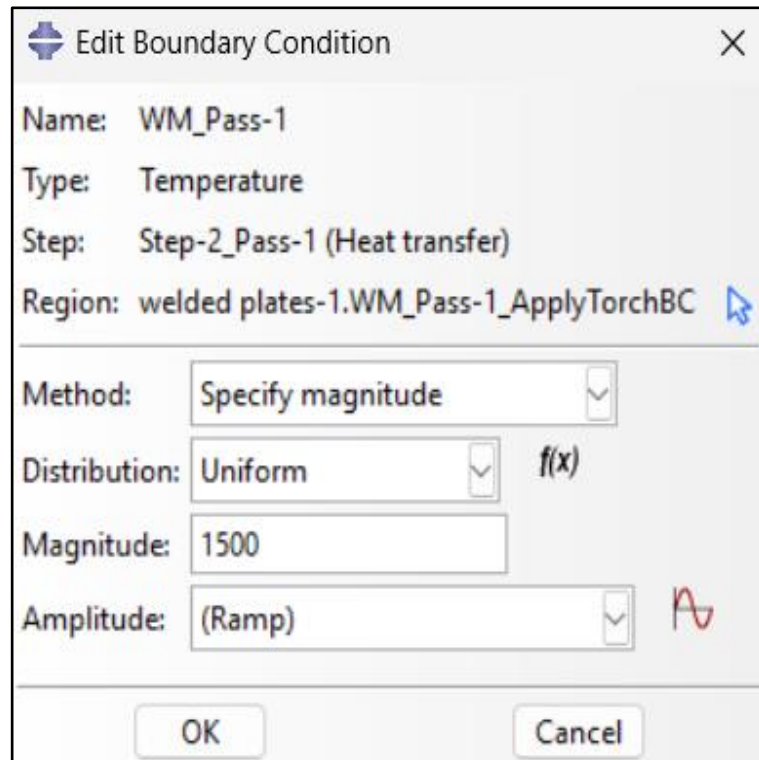 Edit Boundary Condition
Name: WM_Pass-1
Type: Temperature
Step: Step-2_Pass-1 (Heat transfer)
Region: welded plates-1.WM_Pass-1_ApplyTorchBC
Method: Specify magnitude
Distribution: Uniform f(x)
Magnitude: 1500
Amplitude: (Ramp)
OK Cancel